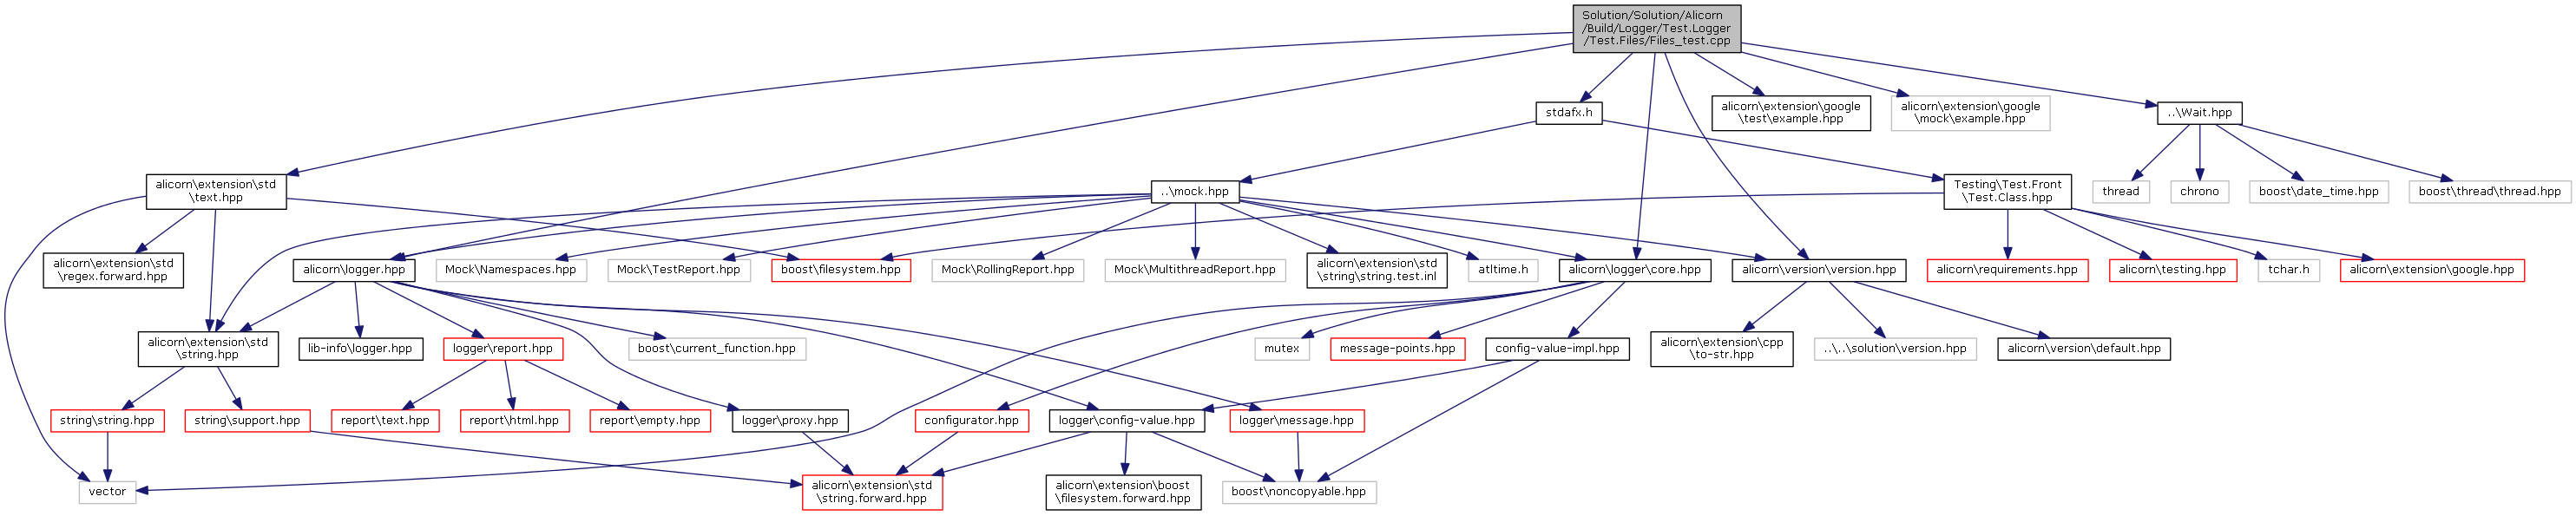 Solution/Solution/Alicorn
/Build/Logger/Test.Logger
/Test.Files/Files_test.cpp
stdafx.h
alicorn\extension\google
\test\example.hpp
alicorn\extension\google
\mock\example.hpp
..\Wait.hpp
alicorn\extension\std
\text.hpp
..\mock.hpp
Testing\Test.Front
\Test.Class.hpp
thread
chrono
boost\date_time.hpp
boost\thread\thread.hpp
alicorn\extension\std
\regex.forward.hpp
alicorn\logger.hpp
Mock\Namespaces.hpp
Mock\TestReport.hpp
boost\filesystem.hpp
Mock\RollingReport.hpp
Mock\MultithreadReport.hpp
alicorn\extension\std
\string\string.test.inl
atltime.h
alicorn\logger\core.hpp
alicorn\version\version.hpp
alicorn\requirements.hpp
alicorn\testing.hpp
tchar.h
alicorn\extension\google.hpp
alicorn\extension\std
\string.hpp
lib-info\logger.hpp
logger\report.hpp
boost\current_function.hpp
mutex
message-points.hpp
config-value-impl.hpp
alicorn\extension\cpp
\to-str.hpp
..\..\solution\version.hpp
alicorn\version\default.hpp
string\string.hpp
string\support.hpp
report\text.hpp
report\html.hpp
report\empty.hpp
logger\proxy.hpp
configurator.hpp
logger\config-value.hpp
logger\message.hpp
vector
alicorn\extension\std
\string.forward.hpp
alicorn\extension\boost
\filesystem.forward.hpp
boost\noncopyable.hpp